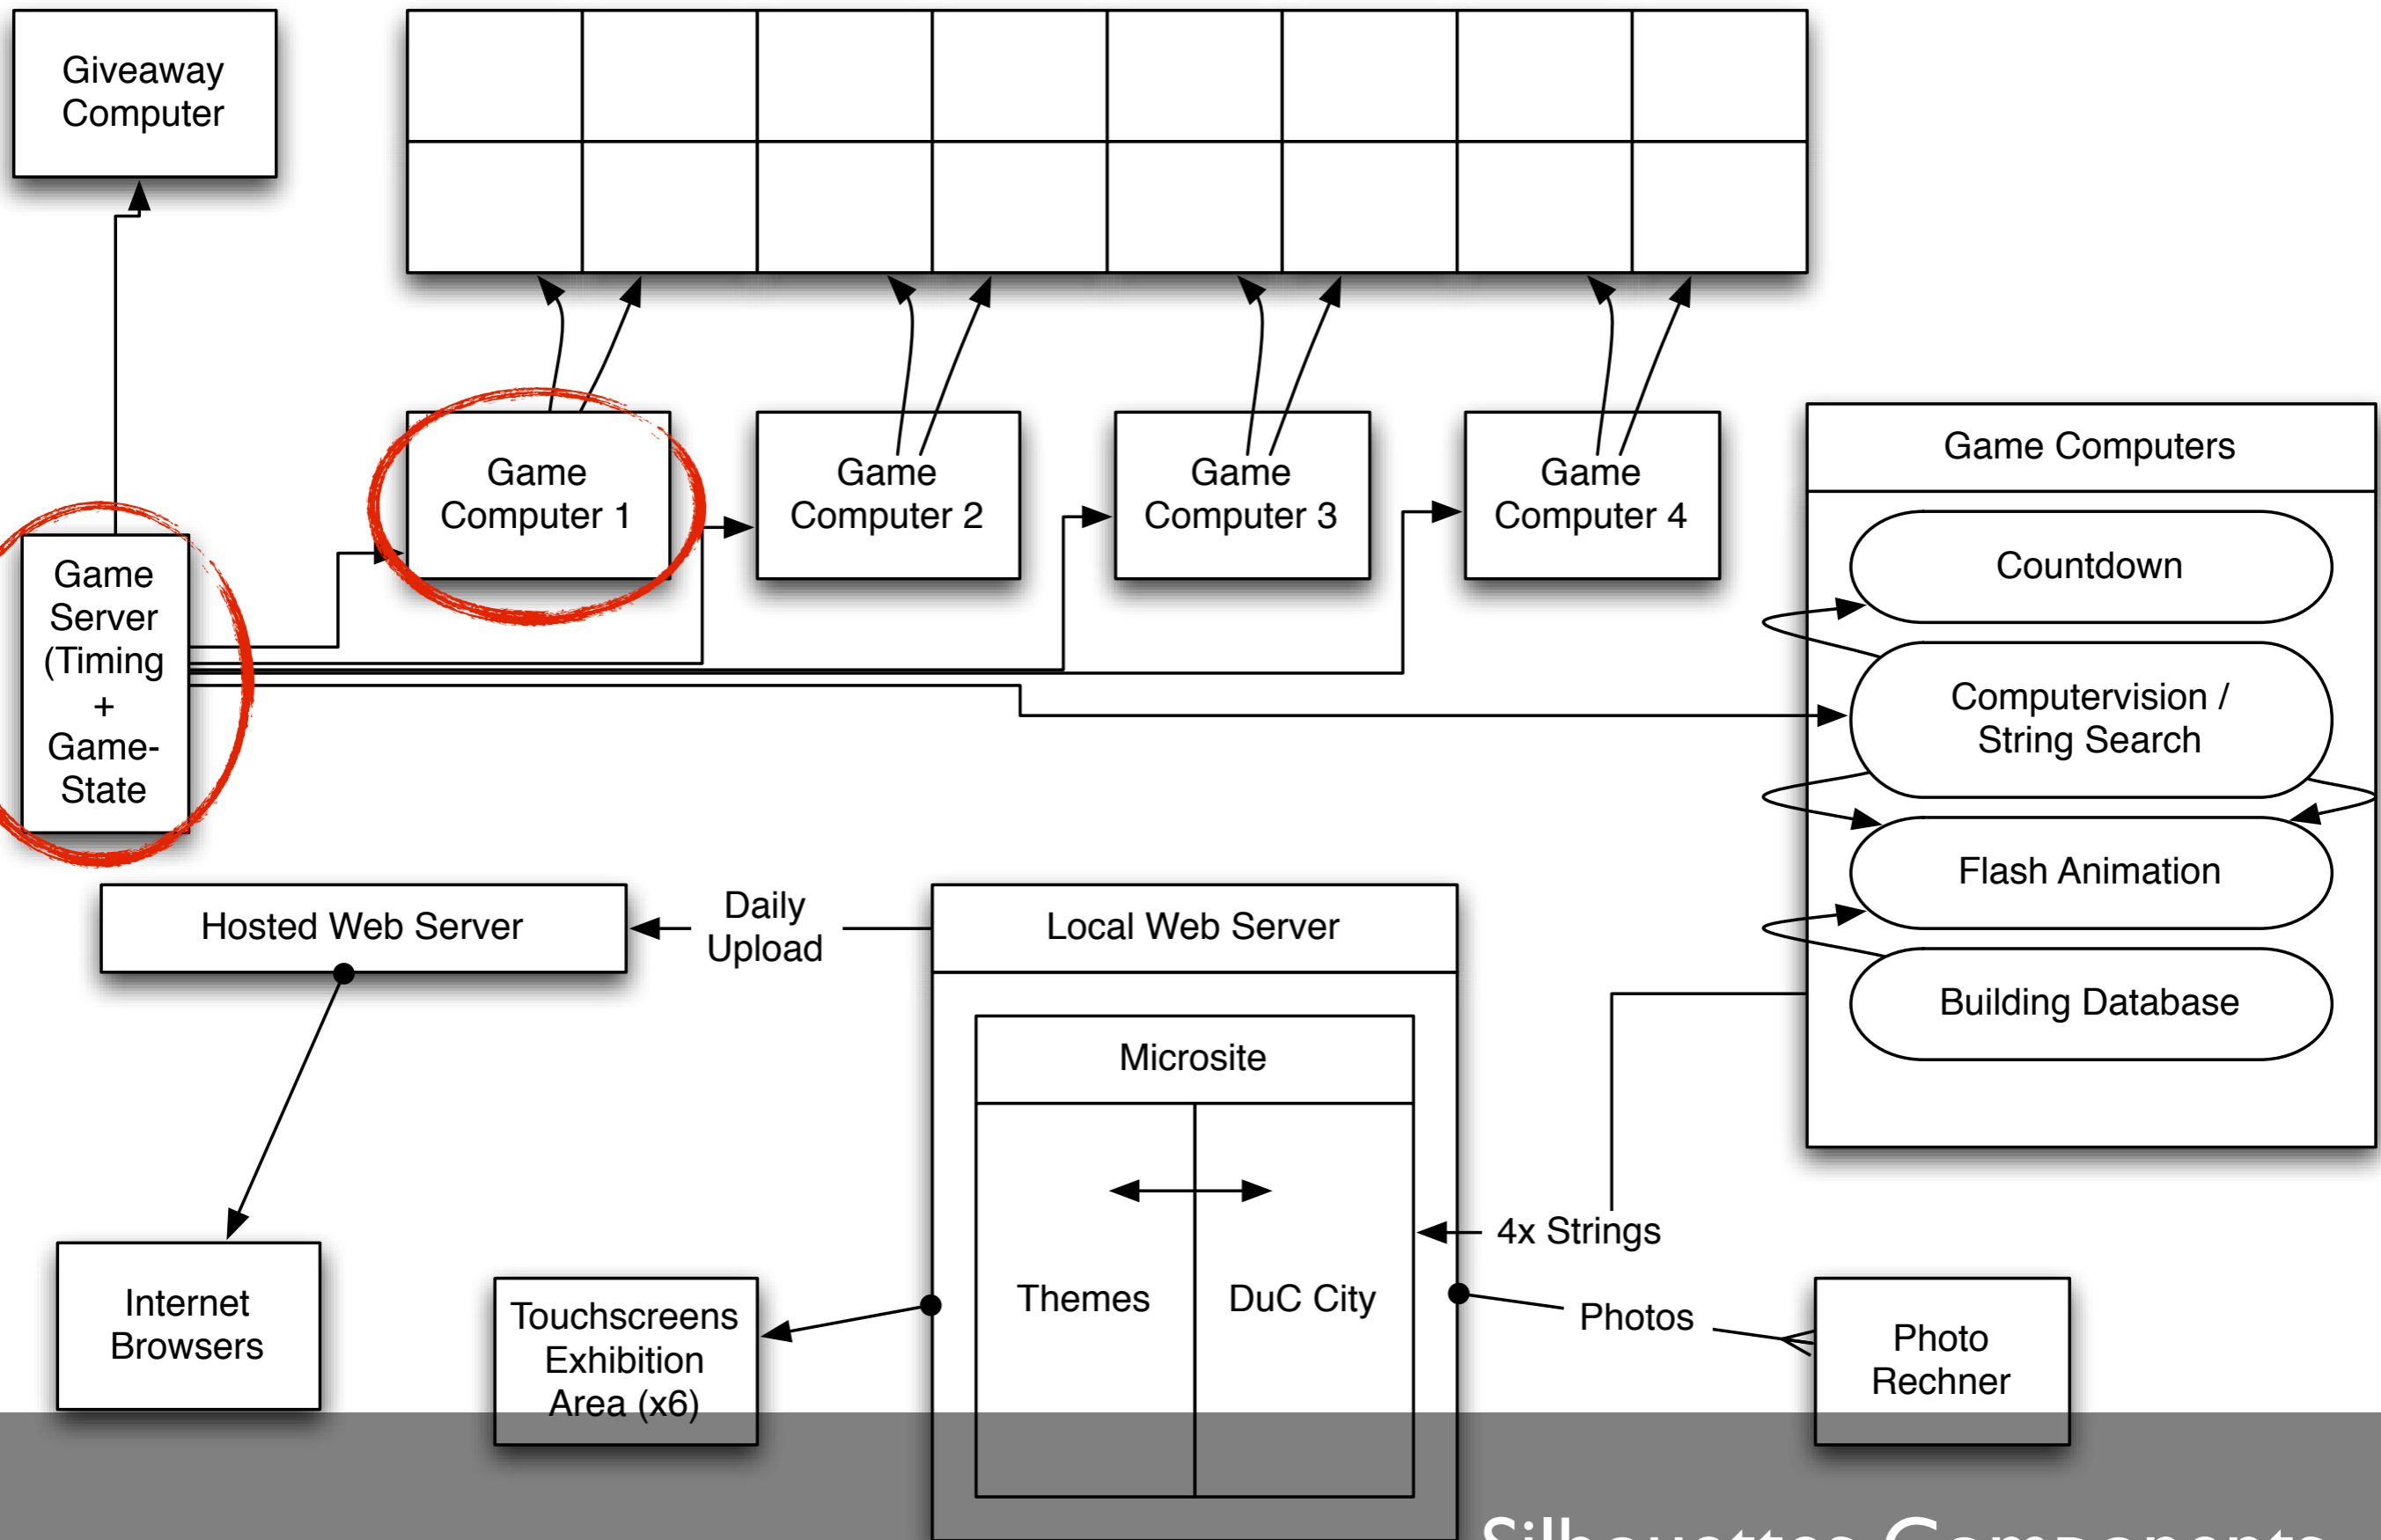 Giveaway
Computer
Game
Computer 1
Game
Computer 2
Game
Computer 3
Game
Computer 4
Game
Server
(Timing
+
Game-
State
Game Computers
Countdown
Computervision /
String Search
Flash Animation
Building Database
Hosted Web Server
Daily
Upload
Local Web Server
Microsite
Themes
DuC City
4x Strings
Photos
Internet
Browsers
Touchscreens
Exhibition
Area (x6)
Photo
Rechner
Silhouettes Components